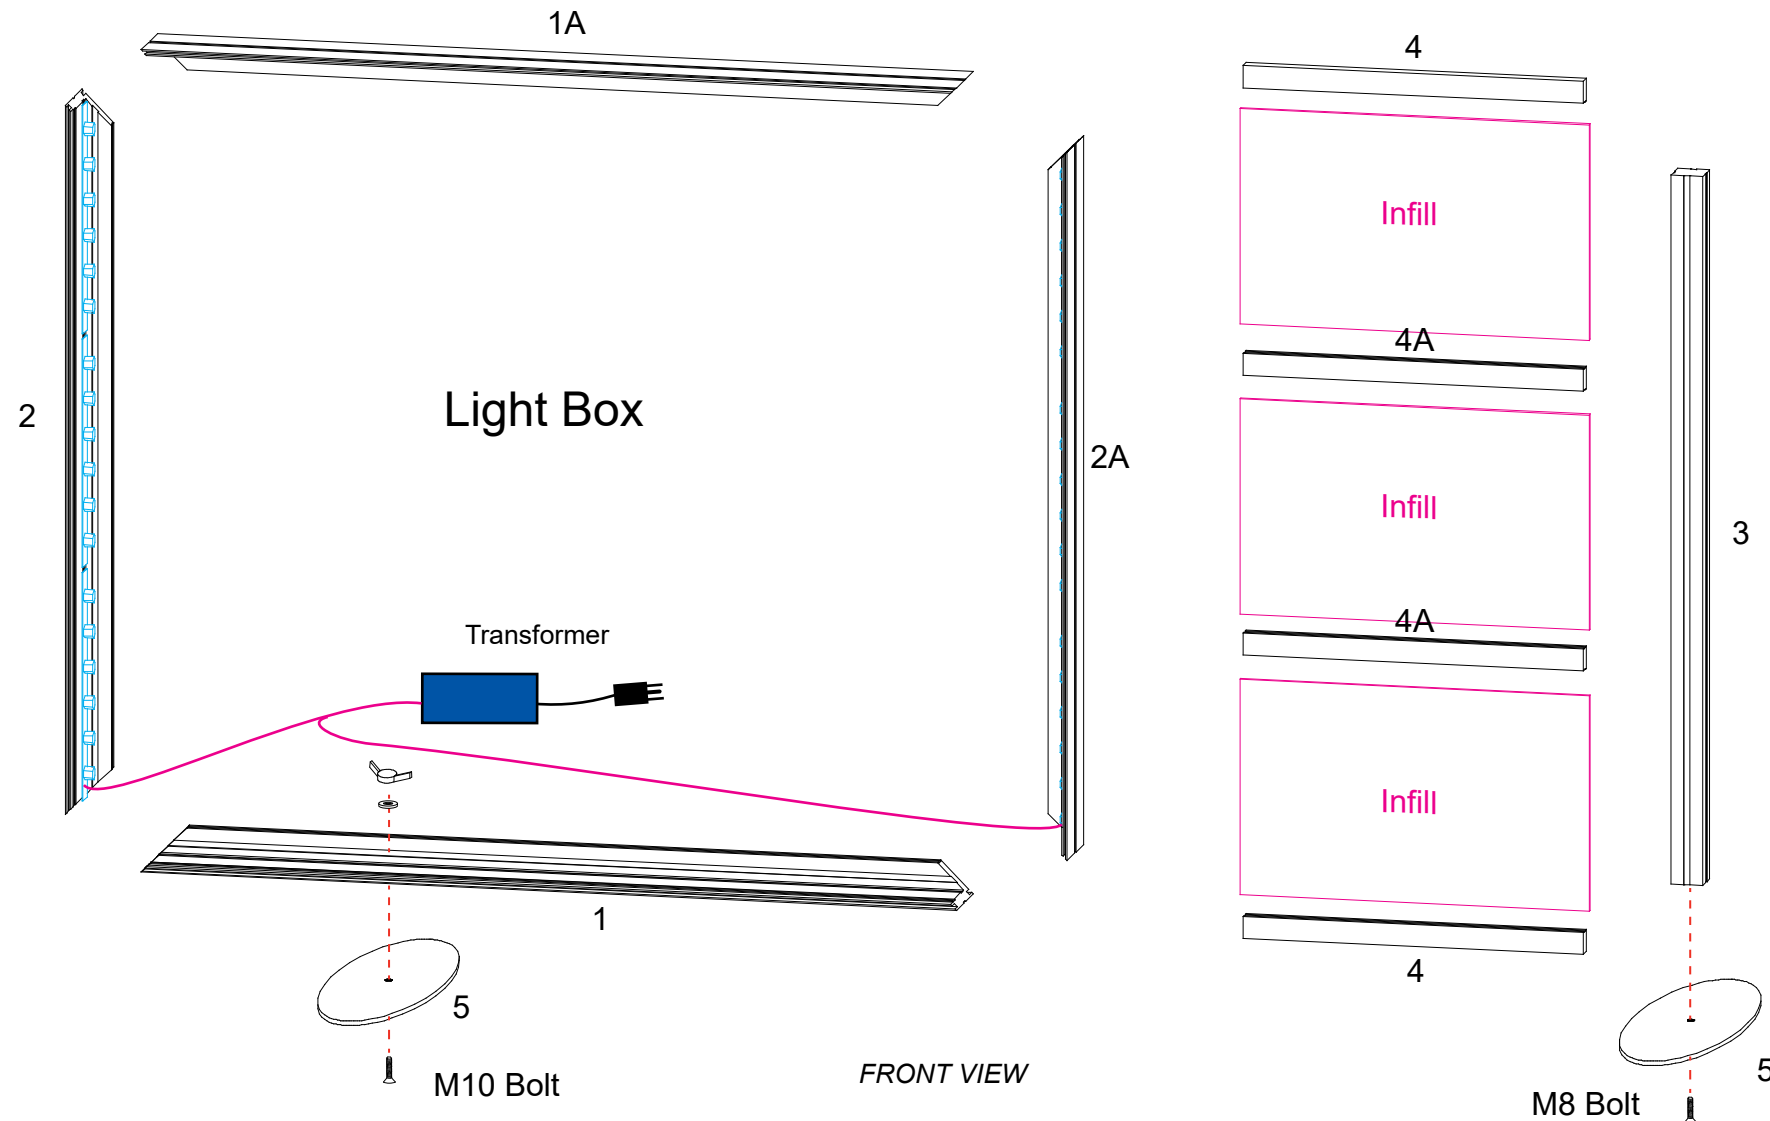 1A
4
Infill
4A
Light Box
2
2A
Infill
3
4A
Transformer
Infill
1
4
5
FRONT VIEW
M10 Bolt
5
M8 Bolt